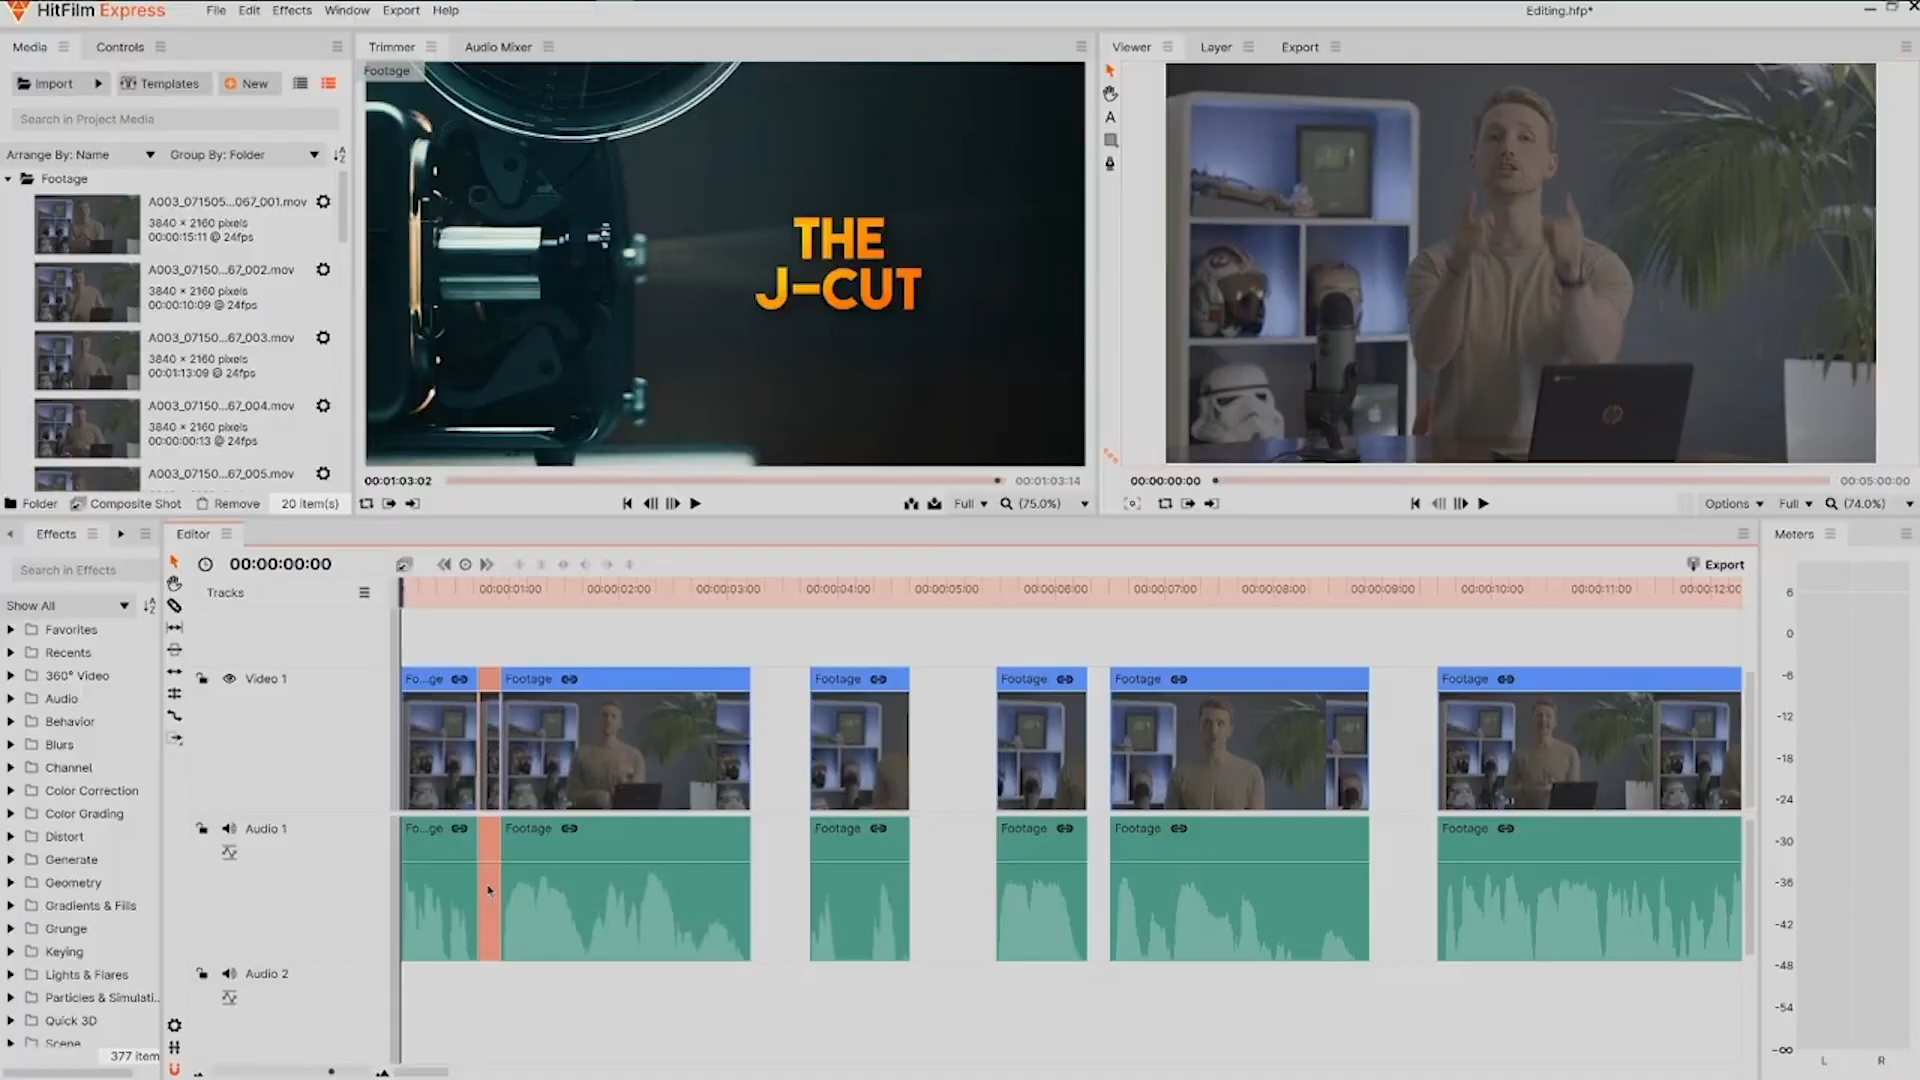 HitFilm Express
File Edit Effects Window Export Help
Editing.hfp*
Media Controls
Trimmer Audio Mixer
Viewer Layer Export
Import Templates New
Search in Project Media
Arrange By: Name Group By: Folder
Footage
A003_071505...067_001.mov
3840 × 2160 pixels
00:00:15:11 @ 24fps
A003_07150...67_002.mov
3840 × 2160 pixels
00:00:10:09 @ 24fps
A003_07150...67_003.mov
3840 × 2160 pixels
00:01:13:09 @ 24fps
A003_07150...67_004.mov
3840 × 2160 pixels
00:00:00:13 @ 24fps
A003_07150...67_005.mov
Folder Composite Shot Remove 20 item(s)
Footage
THE
J-CUT
00:01:03:02 00:01:03:14
Full (75.0%)
hp
00:00:00:00 00:05:00:00
Options Full (74.0%)
Effects
Search in Effects
Show All
Favorites
Recents
360° Video
Audio
Behavior
Blurs
Channel
Color Correction
Color Grading
Distort
Generate
Geometry
Gradients & Fills
Grunge
Keying
Lights & Flares
Particles & Simulati..
Quick 3D
Scene
377 item
Editor
00:00:00:00
Export
Tracks
00:00:01:00 00:00:02:00 00:00:03:00 00:00:04:00 00:00:05:00 00:00:06:00 00:00:07:00 00:00:08:00 00:00:09:00 00:00:10:00 00:00:11:00 00:00:12:00
Video 1
Fo...ge Footage Footage Footage Footage Footage
Audio 1
Fo...ge Footage Footage Footage Footage Footage
Audio 2
Meters
6
0
-6
-12
-18
-24
-30
-36
-42
-48
-54
-∞
L R